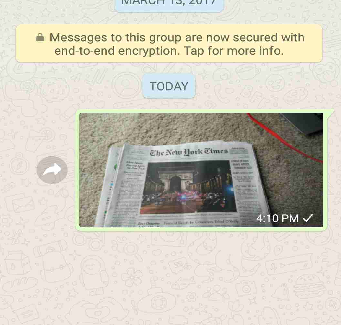 MARCH 13, 2017
Messages to this group are now secured with
end-to-end encryption. Tap for more info.
TODAY
The New York Times
4:10 PM